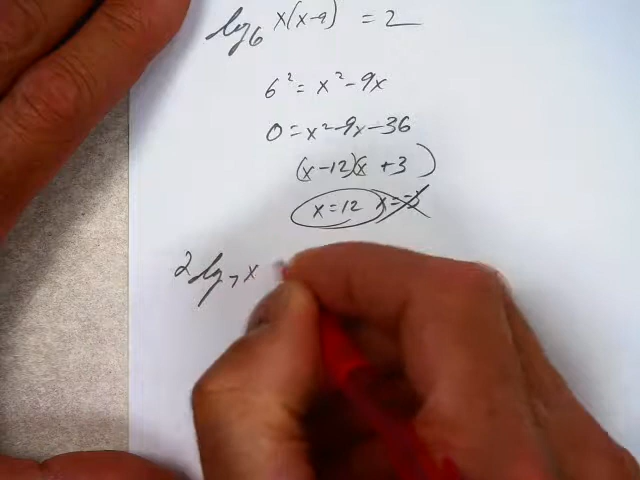 log₆ x(x-9) = 2
6² = x² - 9x
0 = x² - 9x - 36
(x - 12)(x + 3)
x = 12 x = -3
2 log₇ x